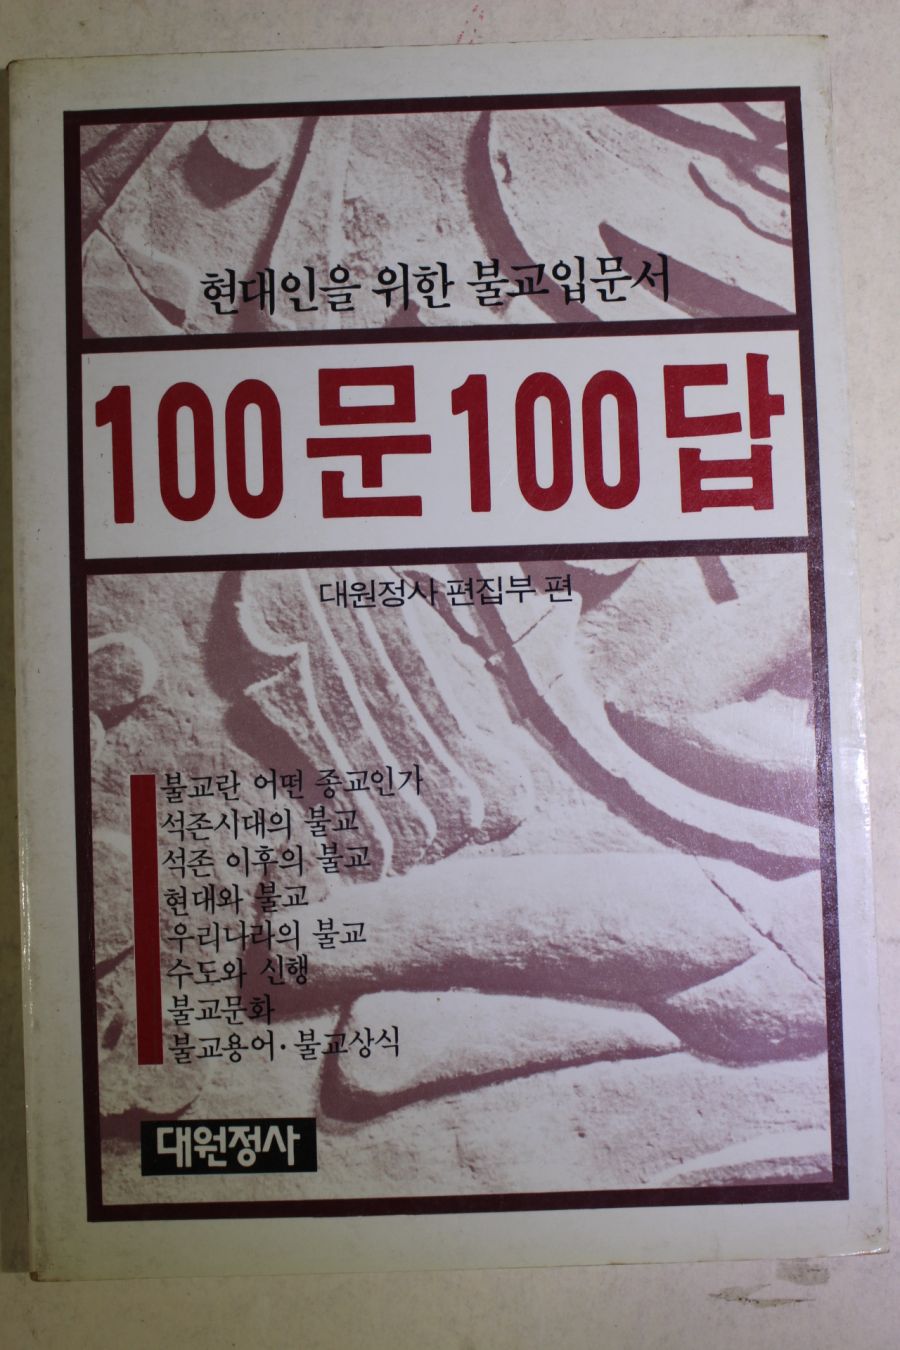 현대인을 위한 불교입문서
100문100답
대원정사 편집부 편
불교란 어떤 종교인가
석존시대의 불교
석존 이후의 불교
현대와 불교
우리나라의 불교
수도와 신행
불교문화
불교용어·불교상식
대원정사